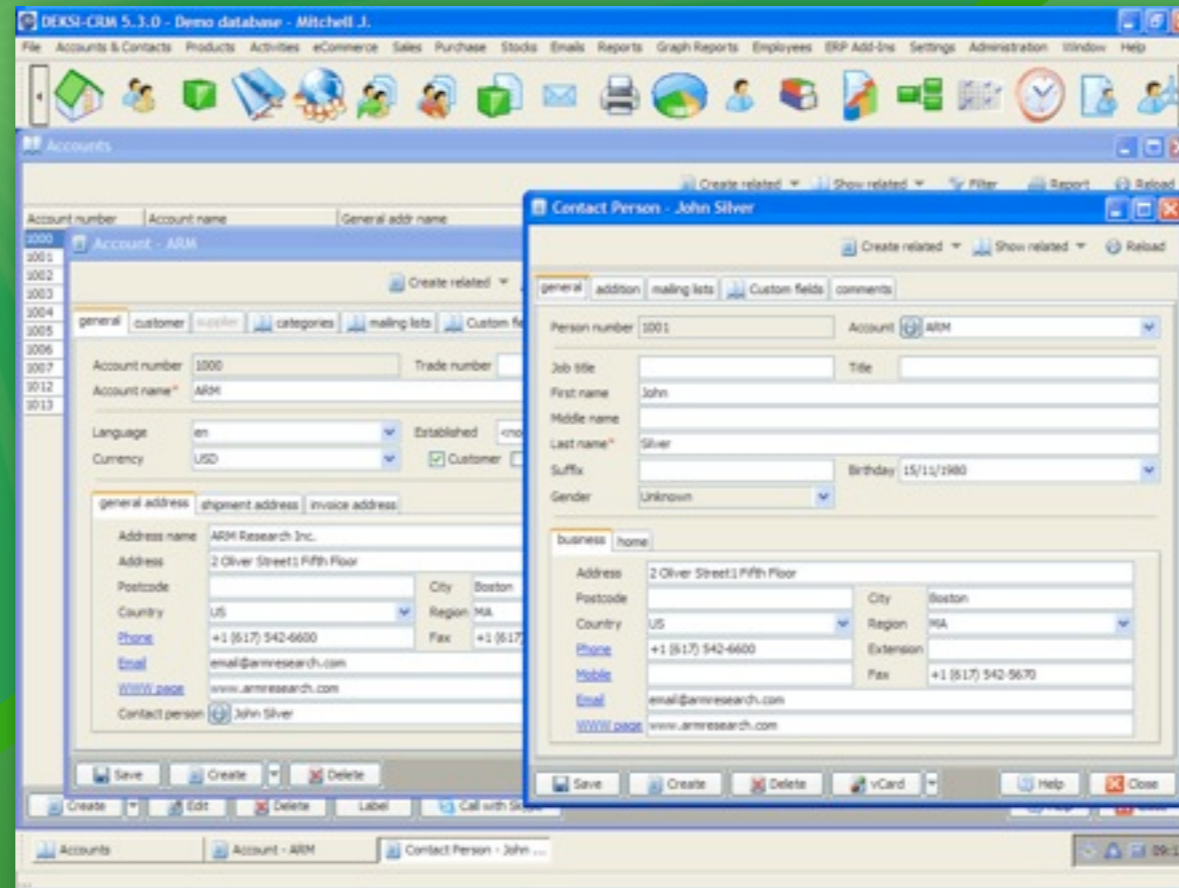 DEKSI-CRM 5.3.0 - Demo database - Mitchell J.
File Accounts & Contacts Products Activities eCommerce Sales Purchase Stocks Emails Reports Graph Reports Employees ERP Add-Ins Settings Administration Window Help
Accounts
Create related Show related Filter Report Reload
Account number Account name General addr name
1000
1001
1002
1003
1004
1005
1006
1007
1012
1013
Account - ARM
Create related
general customer supplier categories mailing lists Custom
Account number 1000 Trade number
Account name* ARM
Language en Established
Currency USD Customer
general address shipment address invoice address
Address name ARM Research Inc.
Address 2 Oliver Street1 Fifth Floor
Postcode City Boston
Country US Region MA
Phone +1 (617) 542-6600 Fax +1 (617
Email email@armresearch.com
WWW page www.armresearch.com
Contact person John Silver
Save Create Delete
Create Edit Delete Label Call with
Contact Person - John Silver
Create related Show related Reload
general addition mailing lists Custom fields comments
Person number 1001 Account ARM
Job title Title
First name John
Middle name
Last name* Silver
Suffix Birthday 15/11/1980
Gender Unknown
business home
Address 2 Oliver Street1 Fifth Floor
Postcode City Boston
Country US Region MA
Phone +1 (617) 542-6600 Extension
Mobile Fax +1 (617) 542-5670
Email email@armresearch.com
WWW page www.armresearch.com
Save Create Delete vCard Help Close
Accounts Account - ARM Contact Person - John ...